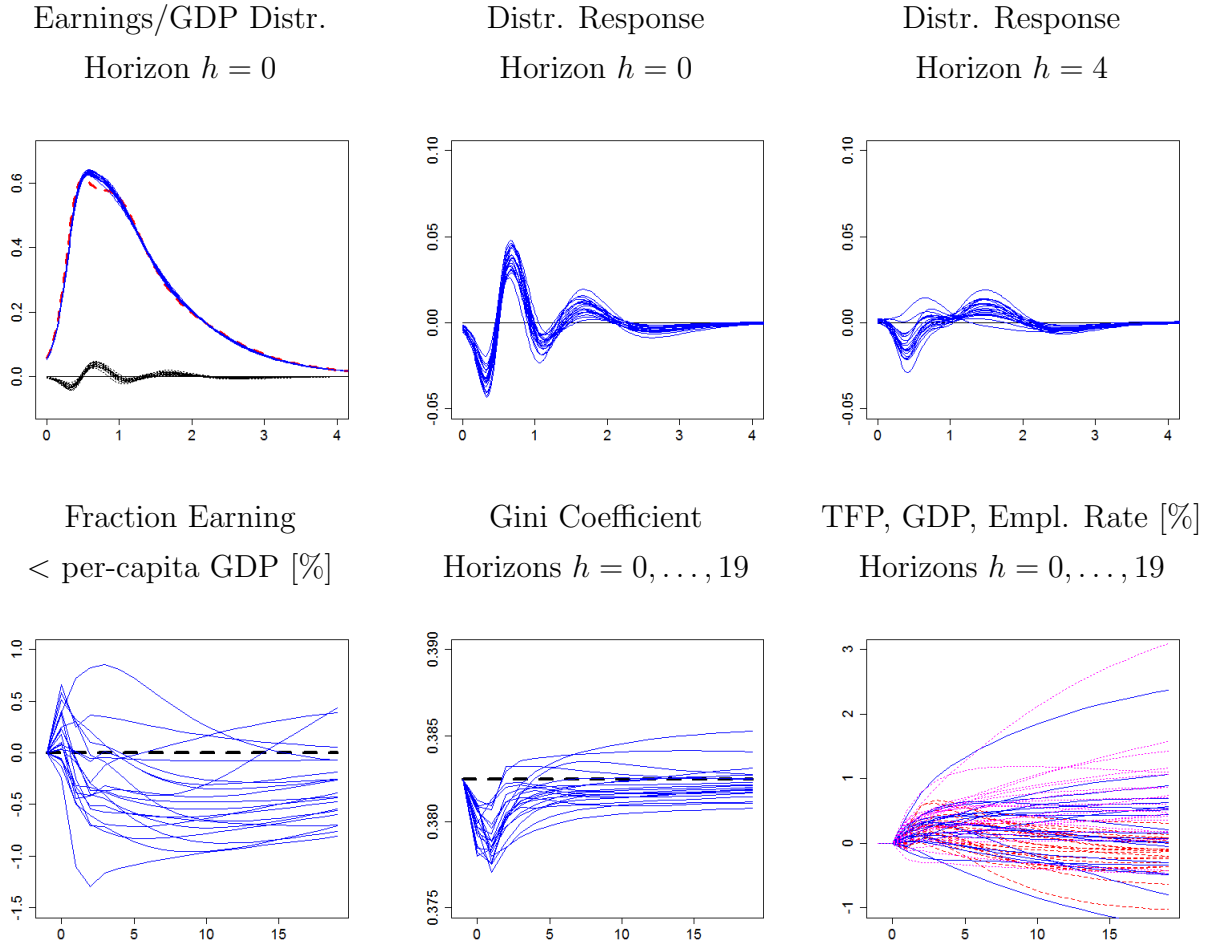 Earnings/GDP Distr.
Horizon h = 0
0.0 0.2 0.4 0.6
0 1 2 3 4
Distr. Response
Horizon h = 0
-0.05 0.00 0.05 0.10
0 1 2 3 4
Distr. Response
Horizon h = 4
-0.05 0.00 0.05 0.10
0 1 2 3 4
Fraction Earning
< per-capita GDP [%]
-1.5 -1.0 -0.5 0.0 0.5 1.0
0 5 10 15
Gini Coefficient
Horizons h = 0, . . . , 19
0.375 0.380 0.385 0.390
0 5 10 15
TFP, GDP, Empl. Rate [%]
Horizons h = 0, . . . , 19
-1 0 1 2 3
0 5 10 15